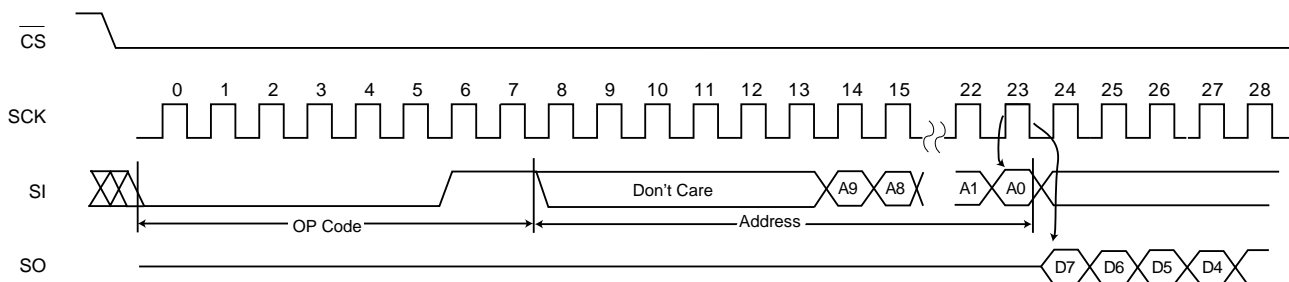 CS
SCK 0 1 2 3 4 5 6 7 8 9 10 11 12 13 14 15 22 23 24 25 26 27 28
SI Don't Care A9 A8 A1 A0
OP Code Address
SO D7 D6 D5 D4